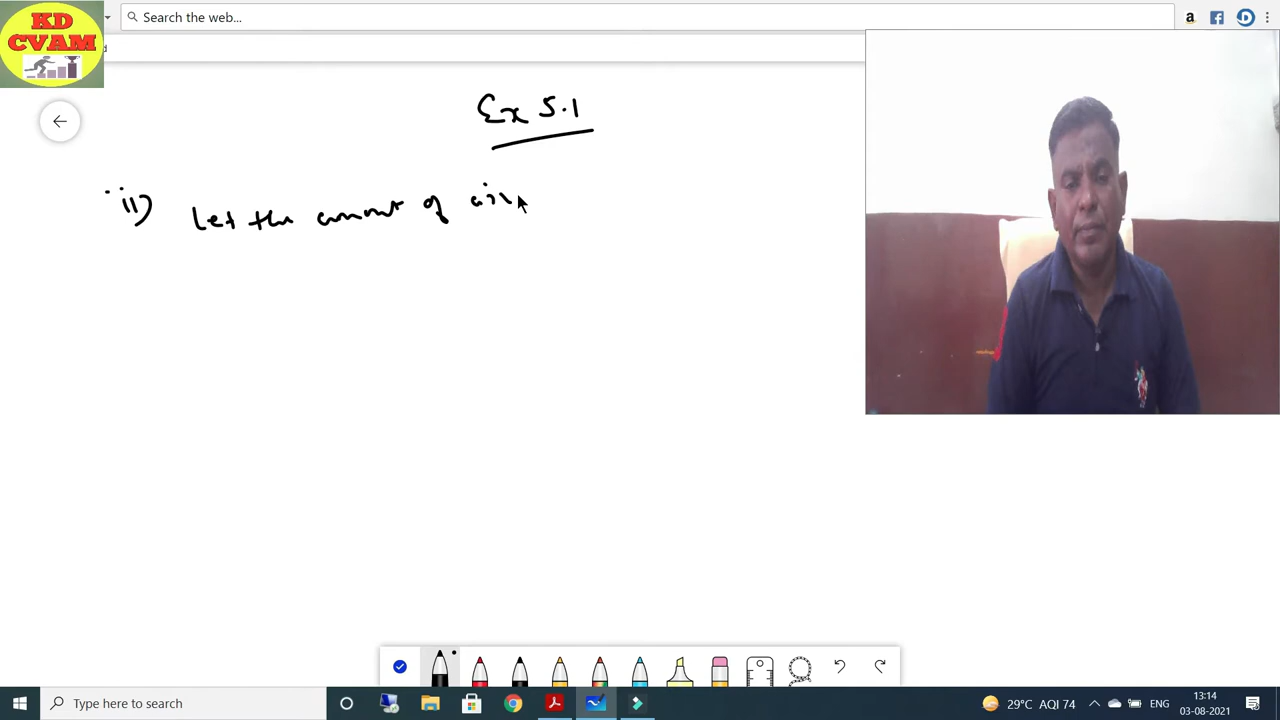 KD
CVAM
Search the web...
Ex 5.1
ii) Let the amount of air
Type here to search
29°C AQI 74
ENG
13:14
03-08-2021